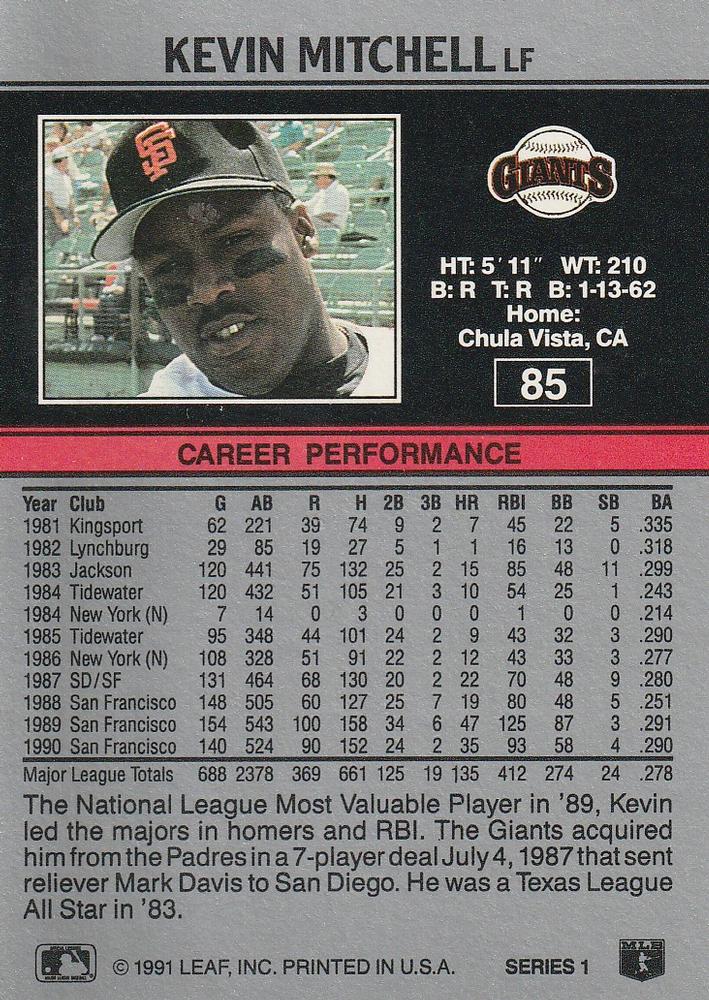 KEVIN MITCHELL LF
SF
GIANTS
HT: 5' 11" WT: 210
B: R T: R B: 1-13-62
Home:
Chula Vista, CA
85
CAREER PERFORMANCE
Year Club G AB R H 2B 3B HR RBI BB SB BA
1981 Kingsport 62 221 39 74 9 2 7 45 22 5 .335
1982 Lynchburg 29 85 19 27 5 1 1 16 13 0 .318
1983 Jackson 120 441 75 132 25 2 15 85 48 11 .299
1984 Tidewater 120 432 51 105 21 3 10 54 25 1 .243
1984 New York (N) 7 14 0 3 0 0 0 1 0 0 .214
1985 Tidewater 95 348 44 101 24 2 9 43 32 3 .290
1986 New York (N) 108 328 51 91 22 2 12 43 33 3 .277
1987 SD/SF 131 464 68 130 20 2 22 70 48 9 .280
1988 San Francisco 148 505 60 127 25 7 19 80 48 5 .251
1989 San Francisco 154 543 100 158 34 6 47 125 87 3 .291
1990 San Francisco 140 524 90 152 24 2 35 93 58 4 .290
Major League Totals 688 2378 369 661 125 19 135 412 274 24 .278
The National League Most Valuable Player in '89, Kevin
led the majors in homers and RBI. The Giants acquired
him from the Padres in a 7-player deal July 4, 1987 that sent
reliever Mark Davis to San Diego. He was a Texas League
All Star in '83.
© 1991 LEAF, INC. PRINTED IN U.S.A. SERIES 1
MLB